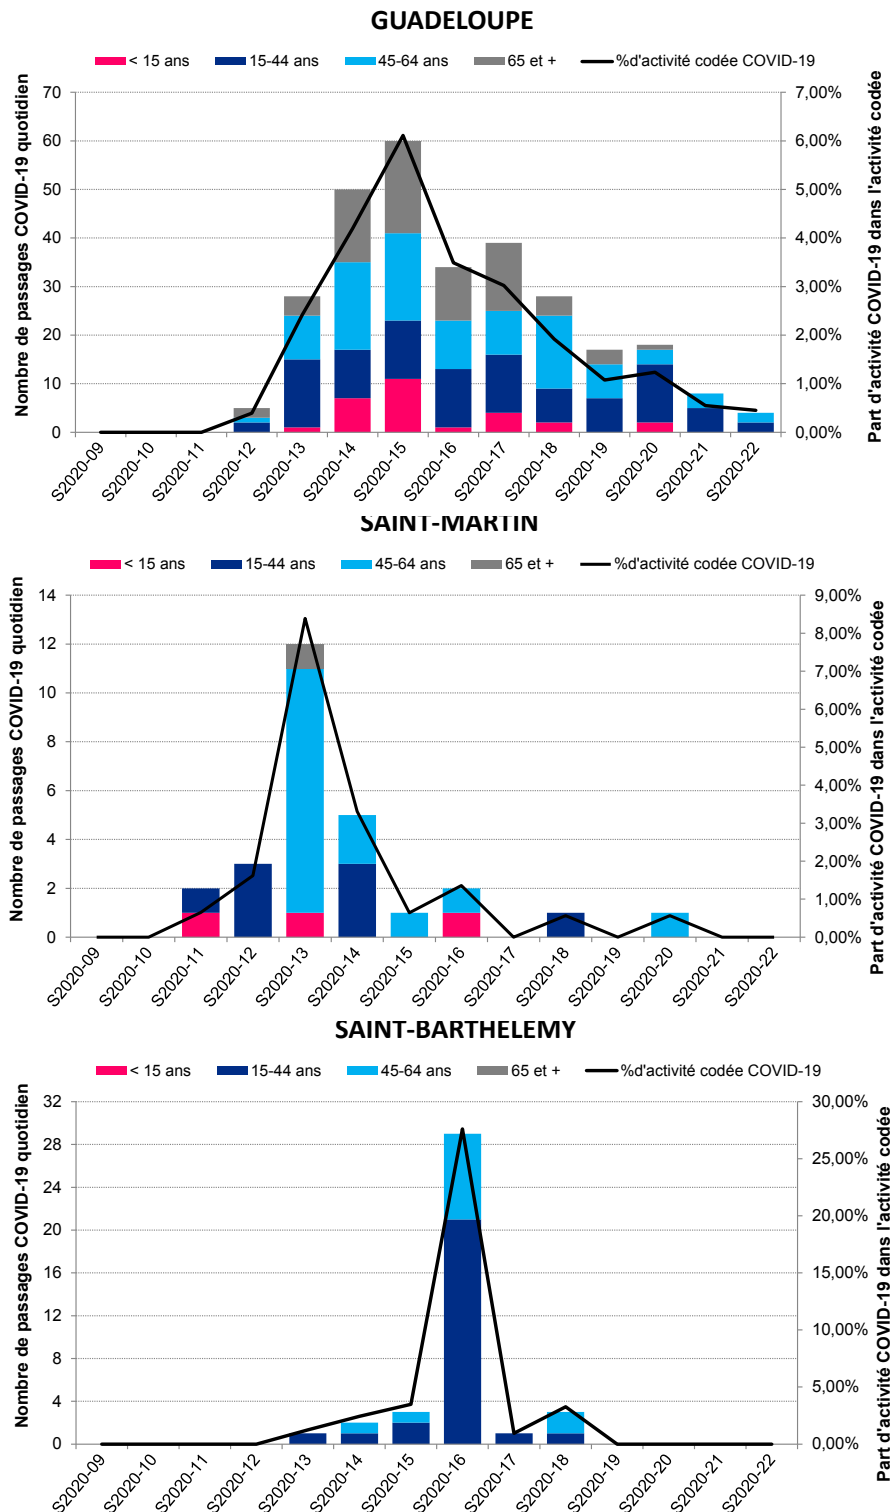 GUADELOUPE
< 15 ans 15-44 ans 45-64 ans 65 et + %d'activité codée COVID-19
Nombre de passages COVID-19 quotidien
Part d'activité COVID-19 dans l'activité codée
70 7,00%
60 6,00%
50 5,00%
40 4,00%
30 3,00%
20 2,00%
10 1,00%
0 0,00%
S2020-09 S2020-10 S2020-11 S2020-12 S2020-13 S2020-14 S2020-15 S2020-16 S2020-17 S2020-18 S2020-19 S2020-20 S2020-21 S2020-22
SAINT-MARTIN
< 15 ans 15-44 ans 45-64 ans 65 et + %d'activité codée COVID-19
Nombre de passages COVID-19 quotidien
Part d'activité COVID-19 dans l'activité codée
14 9,00%
8,00%
12
7,00%
10
6,00%
8
5,00%
6
4,00%
3,00%
4
2,00%
2
1,00%
0 0,00%
S2020-09 S2020-10 S2020-11 S2020-12 S2020-13 S2020-14 S2020-15 S2020-16 S2020-17 S2020-18 S2020-19 S2020-20 S2020-21 S2020-22
SAINT-BARTHELEMY
< 15 ans 15-44 ans 45-64 ans 65 et + %d'activité codée COVID-19
Nombre de passages COVID-19 quotidien
Part d'activité COVID-19 dans l'activité codée
32 30,00%
28
25,00%
24
20,00%
20
16
15,00%
12
10,00%
8
5,00%
4
0 0,00%
S2020-09 S2020-10 S2020-11 S2020-12 S2020-13 S2020-14 S2020-15 S2020-16 S2020-17 S2020-18 S2020-19 S2020-20 S2020-21 S2020-22